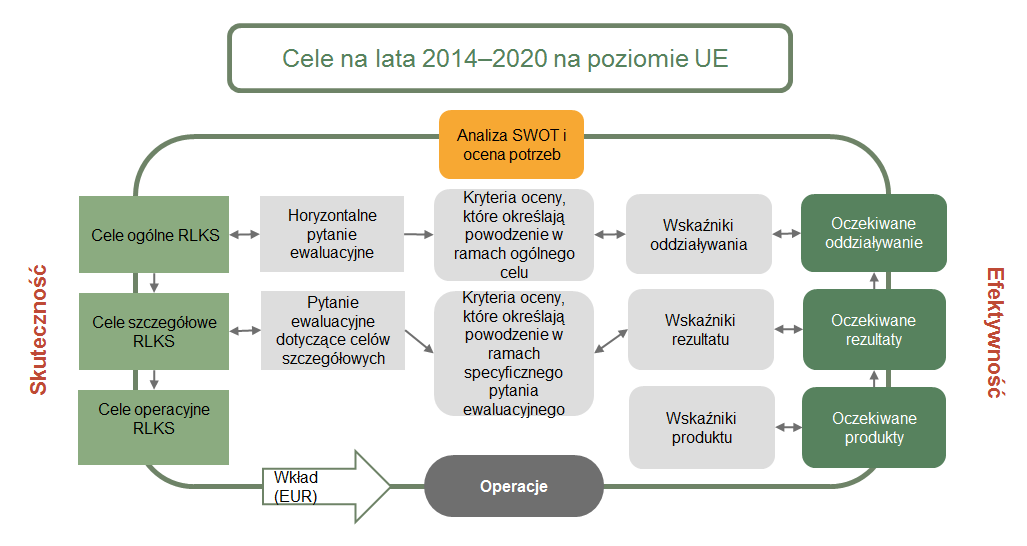 Cele na lata 2014–2020 na poziomie UE
Analiza SWOT i
ocena potrzeb
Cele ogólne RLKS
Horyzontalne
pytanie
ewaluacyjne
Kryteria oceny,
które określają
powodzenie w
ramach ogólnego
celu
Wskaźniki
oddziaływania
Oczekiwane
oddziaływanie
Skuteczność
Efektywność
Cele szczegółowe
RLKS
Pytanie
ewaluacyjne
dotyczące celów
szczegółowych
Kryteria oceny,
które określają
powodzenie w
ramach
specyficznego
pytania
ewaluacyjnego
Wskaźniki
rezultatu
Oczekiwane
rezultaty
Cele operacyjne
RLKS
Wskaźniki
produktu
Oczekiwane
produkty
Wkład
(EUR)
Operacje